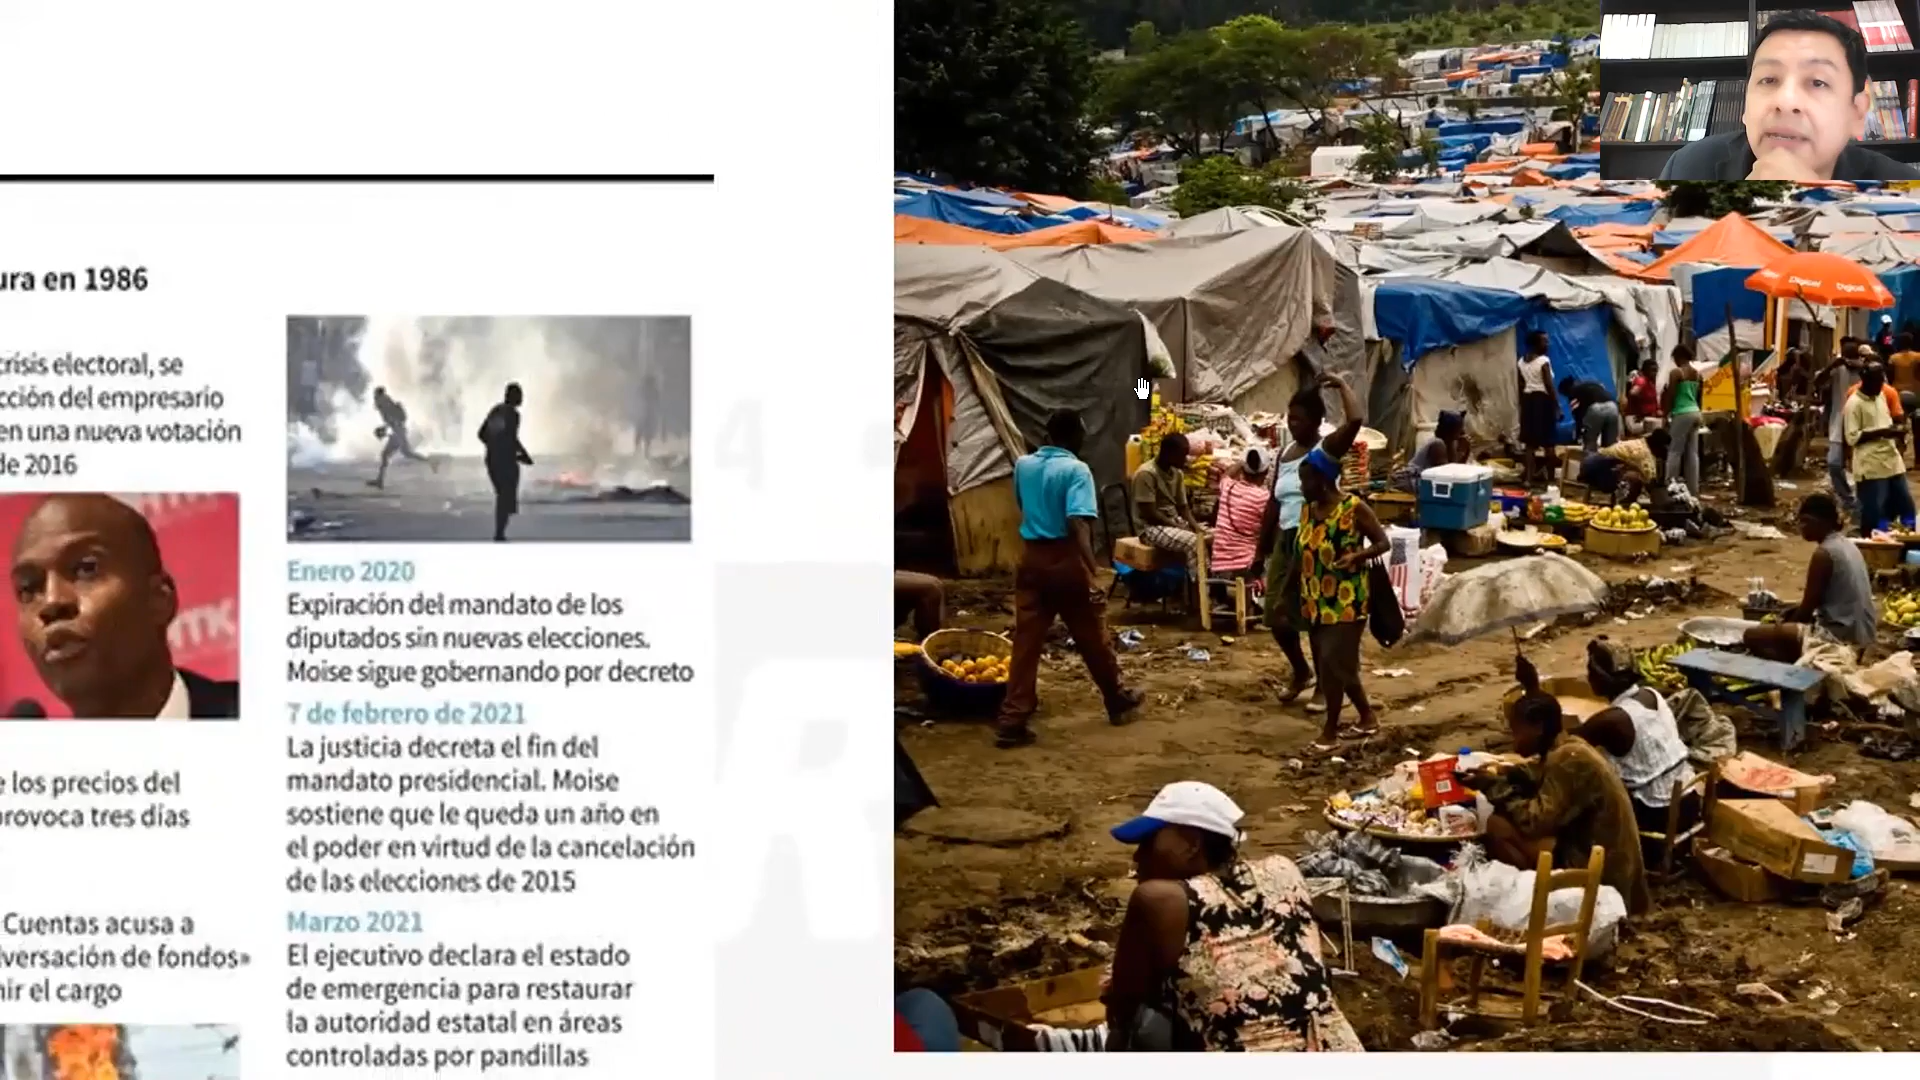 ura en 1986
crisis electoral, se
cción del empresario
en una nueva votación
de 2016
e los precios del
provoca tres días
Cuentas acusa a
versación de fondos»
nir el cargo
Enero 2020
Expiración del mandato de los
diputados sin nuevas elecciones.
Moise sigue gobernando por decreto
7 de febrero de 2021
La justicia decreta el fin del
mandato presidencial. Moise
sostiene que le queda un año en
el poder en virtud de la cancelación
de las elecciones de 2015
Marzo 2021
El ejecutivo declara el estado
de emergencia para restaurar
la autoridad estatal en áreas
controladas por pandillas
Digicel
Digicel